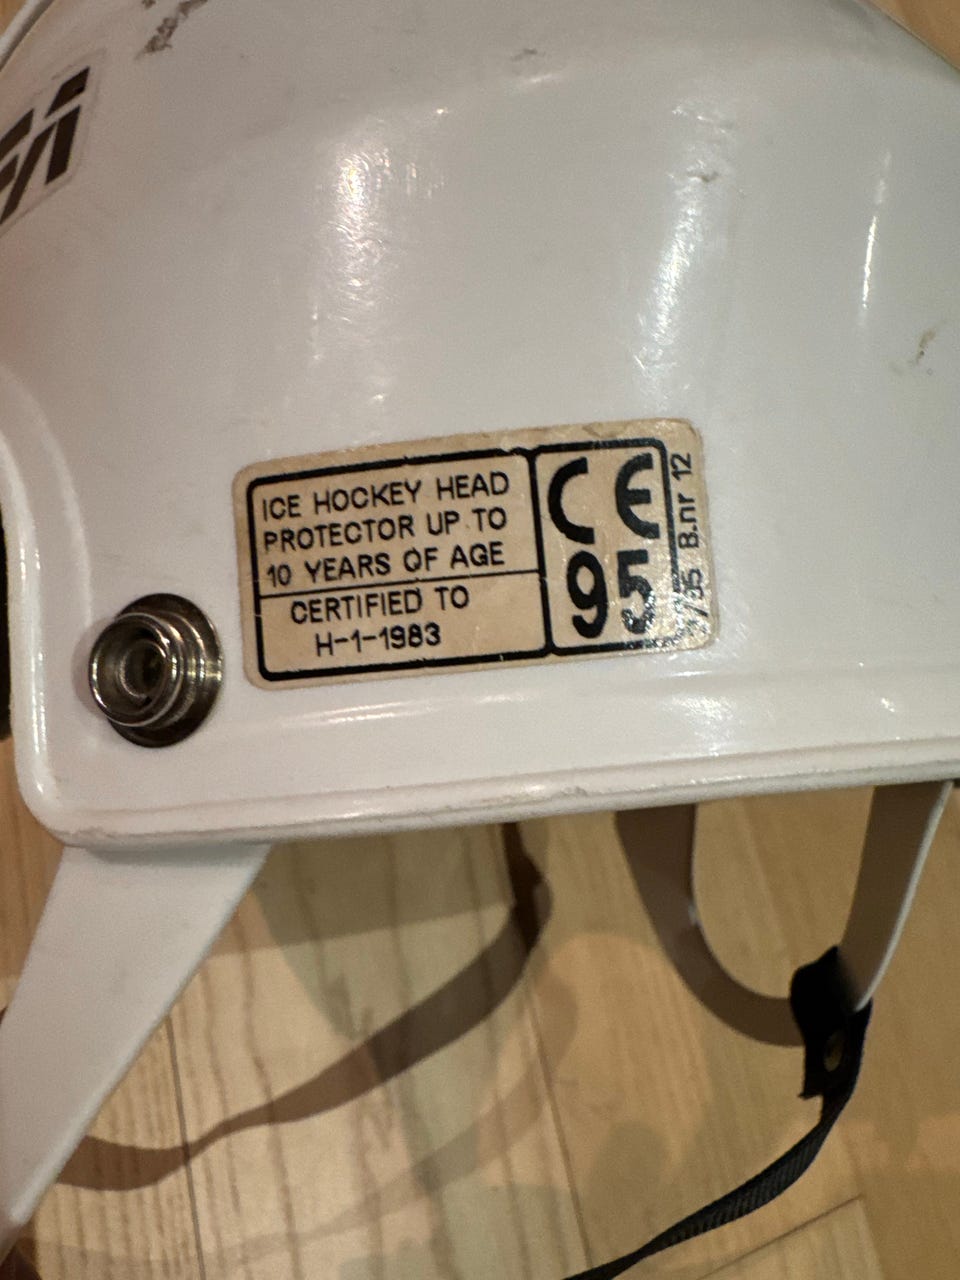 ICE HOCKEY HEAD
PROTECTOR UP TO
10 YEARS OF AGE
CERTIFIED TO
H-1-1983
CE
95
B.nr 12